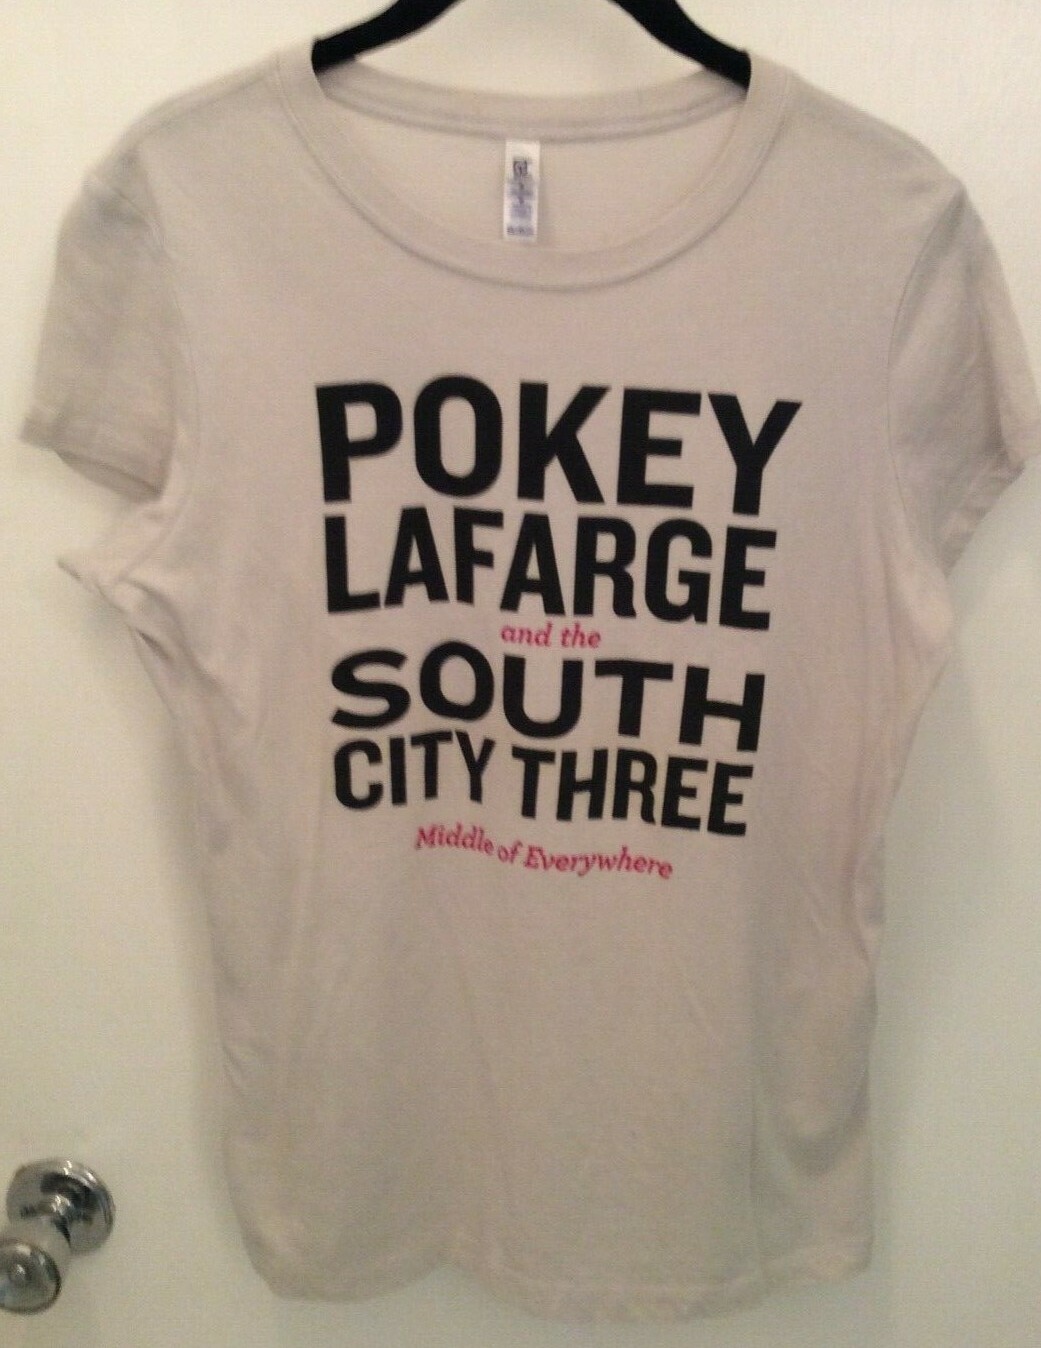 POKEY
LAFARGE
and the
SOUTH
CITY THREE
Middle of Everywhere